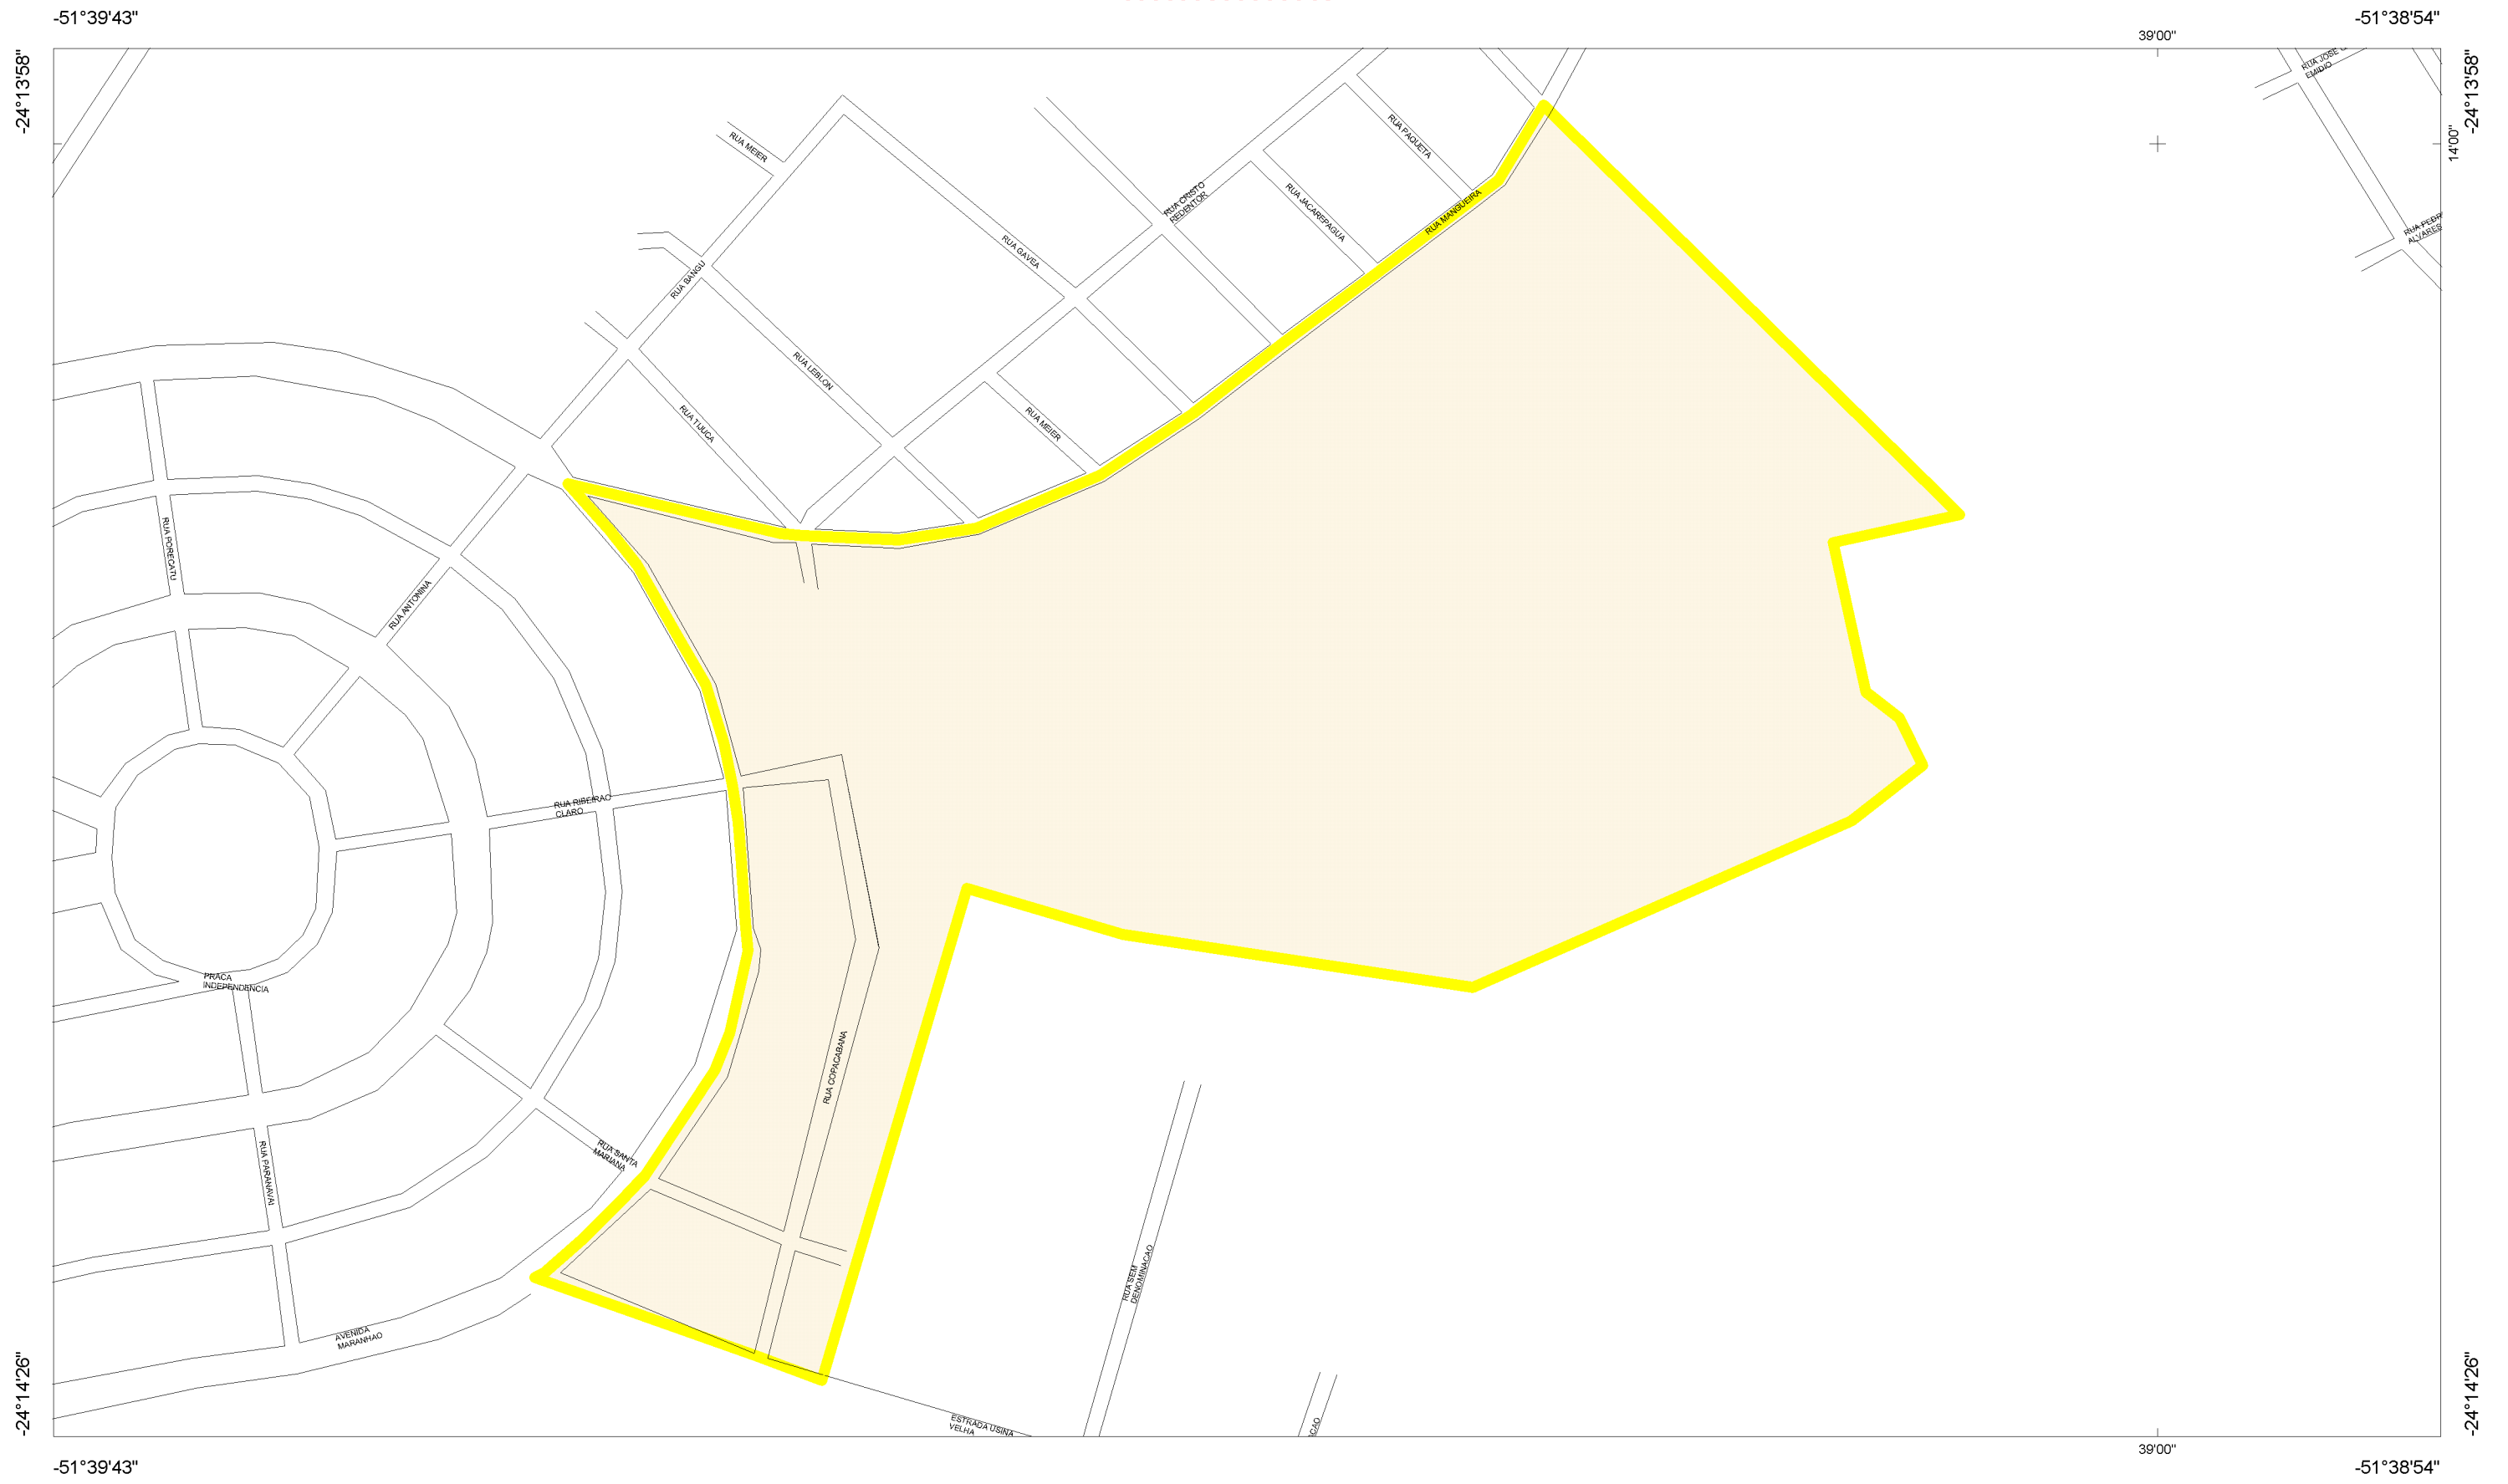 -51°39'43"
-51°38'54"
39'00"
-24°13'58"
-24°13'58"
14'00"
RUA MEIER
RUA PAQUETA
RUA JACAREPAGUA
RUA CRISTO
REDENTOR
RUA MANGUEIRA
RUA GAVEA
RUA BANGU
RUA LEBLON
RUA TIJUCA
RUA MEIER
RUA PORECATU
RUA ANTONINA
RUA RIBEIRAO
CLARO
PRACA
INDEPENDENCIA
RUA COPACABANA
RUA SANTA
MARIANA
RUA PARANAVAI
AVENIDA
MARANHAO
RUA SEM
DENOMINACAO
ESTRADA USINA
VELHA
RUA JOSE
EMIDIO
RUA PEDR
ALVARES
ACAO
-24°14'26"
-24°14'26"
39'00"
-51°39'43"
-51°38'54"